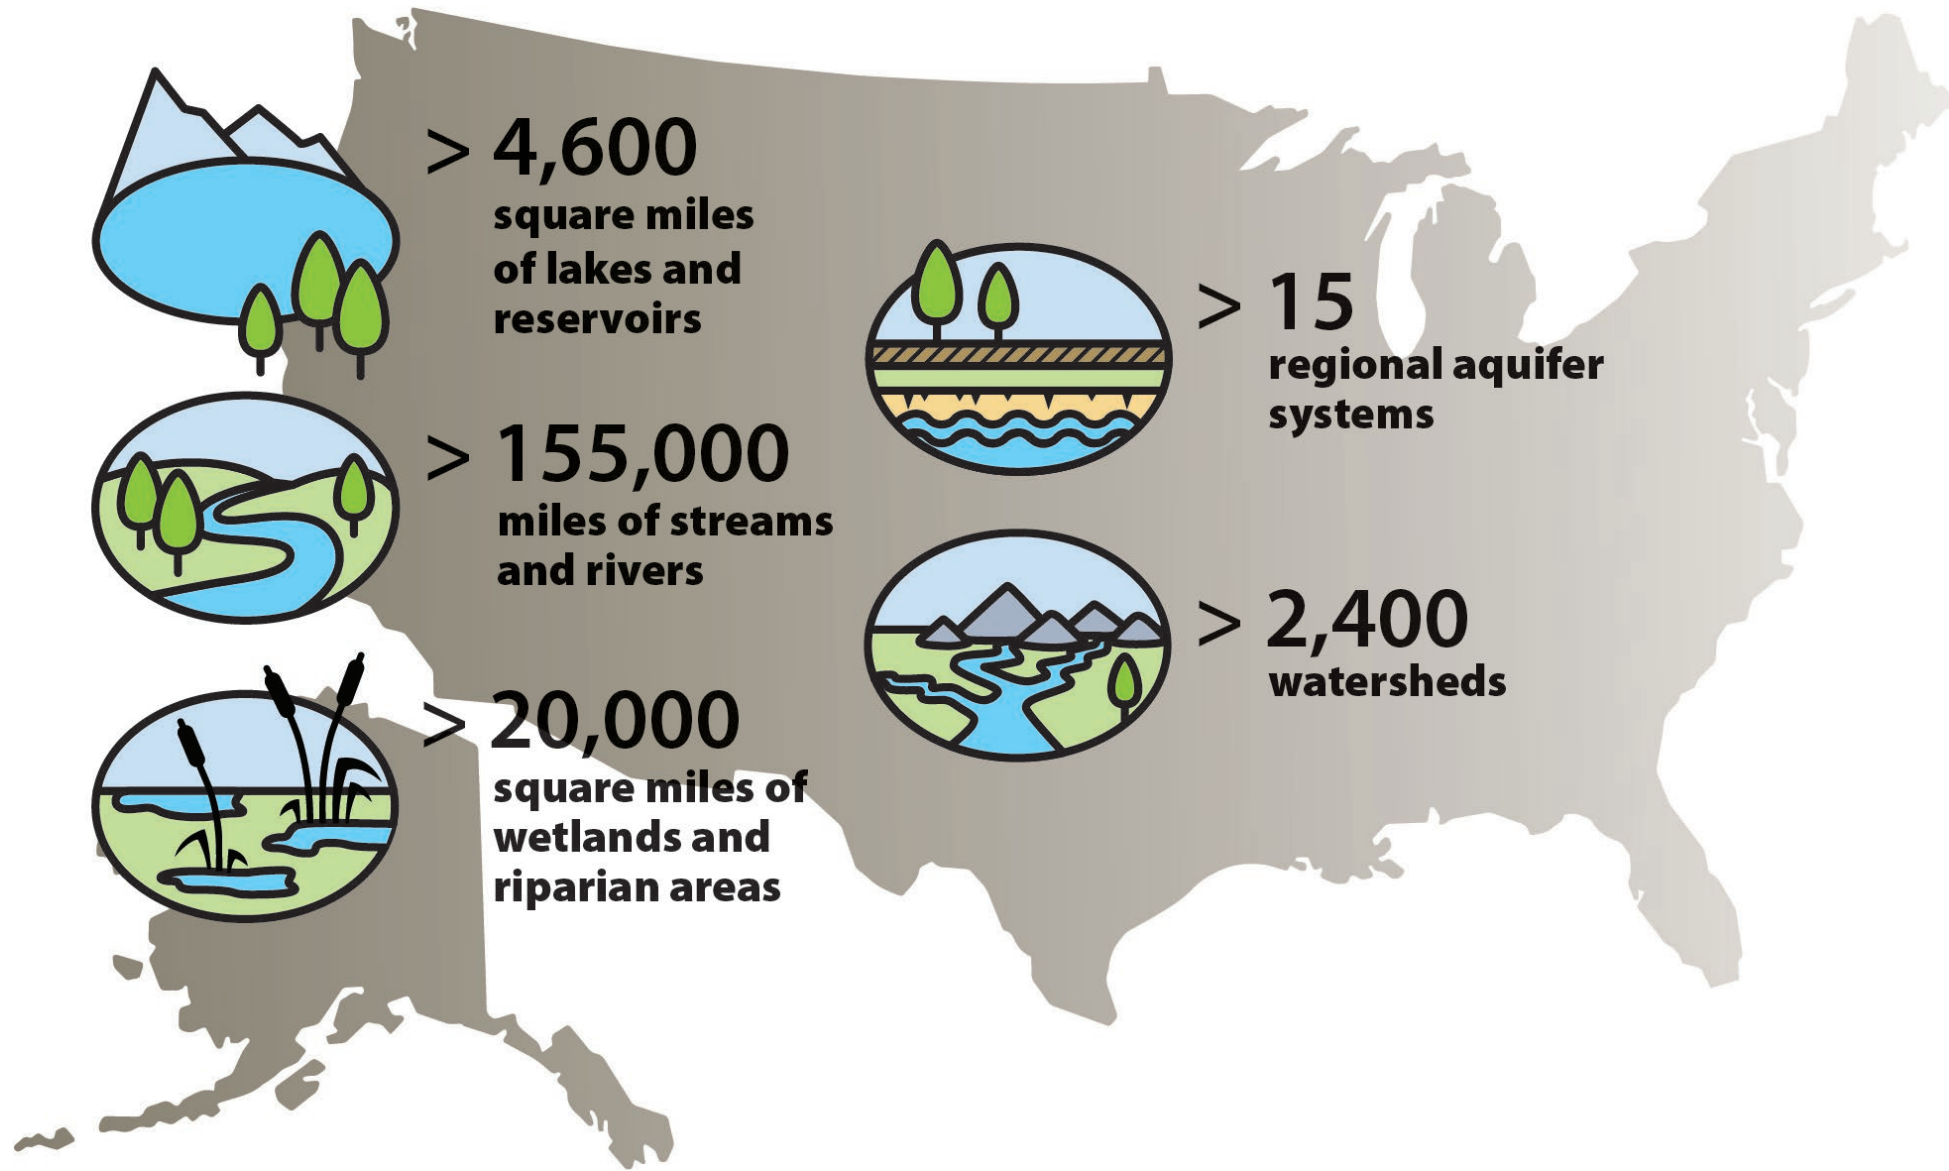 > 4,600
square miles
of lakes and
reservoirs
> 155,000
miles of streams
and rivers
> 20,000
square miles of
wetlands and
riparian areas
> 15
regional aquifer
systems
> 2,400
watersheds